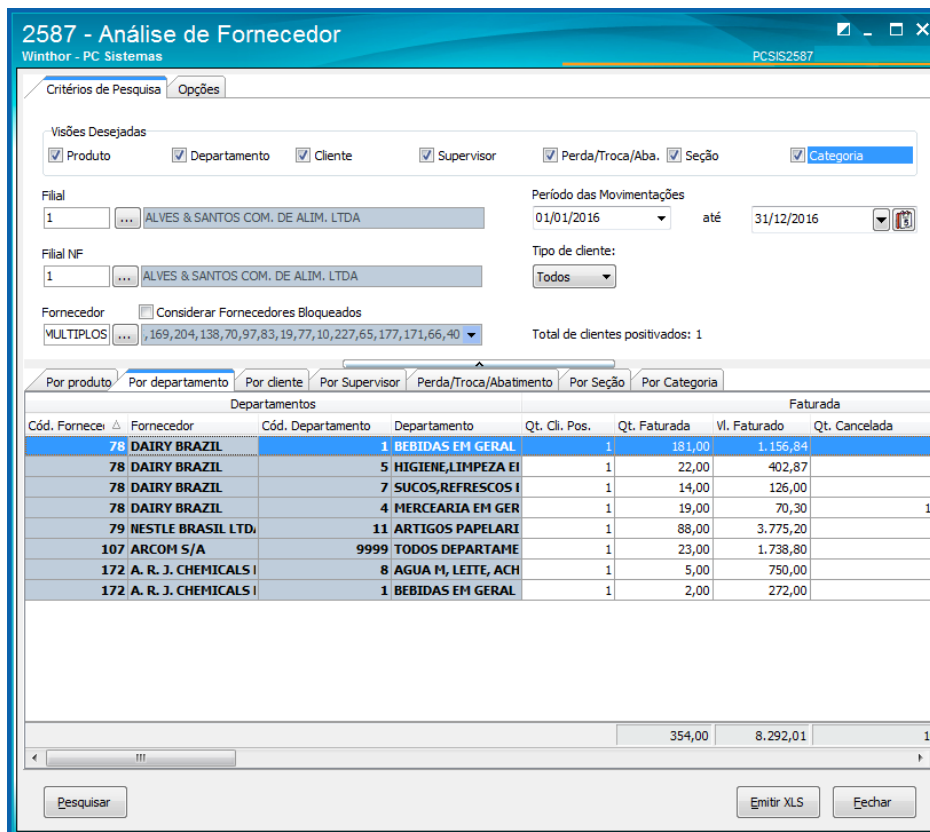 2587 - Análise de Fornecedor
Winthor - PC Sistemas PCSIS2587
Critérios de Pesquisa Opções
Visões Desejadas
Produto Departamento Cliente Supervisor Perda/Troca/Aba. Seção Categoria
Filial Período das Movimentações
1 ... ALVES & SANTOS COM. DE ALIM. LTDA 01/01/2016 até 31/12/2016
Filial NF Tipo de cliente:
1 ... ALVES & SANTOS COM. DE ALIM. LTDA Todos
Fornecedor Considerar Fornecedores Bloqueados
MULTIPLOS ... ,169,204,138,70,97,83,19,77,10,227,65,177,171,66,40 Total de clientes positivados: 1
Por produto Por departamento Por cliente Por Supervisor Perda/Troca/Abatimento Por Seção Por Categoria
Departamentos Faturada
Cód. Fornece Fornecedor Cód. Departamento Departamento Qt. Cli. Pos. Qt. Faturada Vl. Faturado Qt. Cancelada
78 DAIRY BRAZIL 1 BEBIDAS EM GERAL 1 181,00 1.156,84
78 DAIRY BRAZIL 5 HIGIENE,LIMPEZA E 1 22,00 402,87
78 DAIRY BRAZIL 7 SUCOS,REFRESCOS 1 14,00 126,00
78 DAIRY BRAZIL 4 MERCEARIA EM GER 1 19,00 70,30 1
79 NESTLE BRASIL LTD 11 ARTIGOS PAPELARI 1 88,00 3.775,20
107 ARCOM S/A 9999 TODOS DEPARTAME 1 23,00 1.738,80
172 A. R. J. CHEMICALS 8 AGUA M, LEITE, ACH 1 5,00 750,00
172 A. R. J. CHEMICALS 1 BEBIDAS EM GERAL 1 2,00 272,00
354,00 8.292,01 1
Pesquisar Emitir XLS Fechar